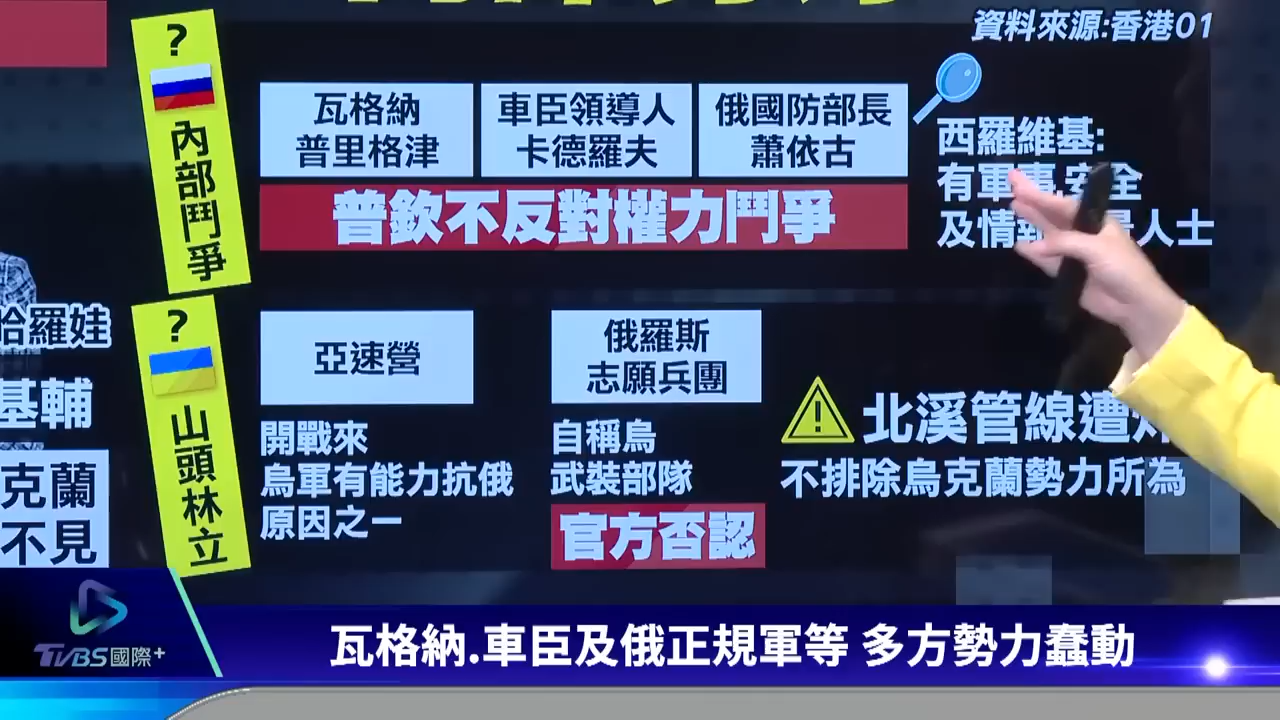 資料來源:香港01
?
內部鬥爭
瓦格納
普里格津
車臣領導人
卡德羅夫
俄國防部長
蕭依古
普欽不反對權力鬥爭
西羅維基:
有軍事,安全
及情報
人士
哈羅娃
基輔
克蘭
不見
?
山頭林立
亞速營
開戰來
烏軍有能力抗俄
原因之一
俄羅斯
志願兵團
自稱烏
武裝部隊
官方否認
北溪管線遭炸
不排除烏克蘭勢力所為
瓦格納.車臣及俄正規軍等 多方勢力蠢動
TVBS國際+